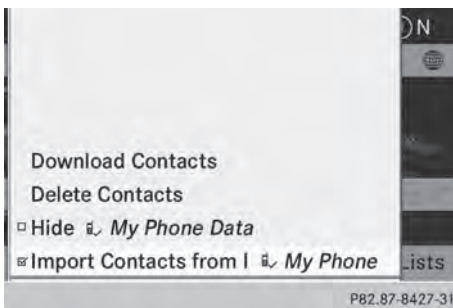 N
Download Contacts
Delete Contacts
Hide My Phone Data
Import Contacts from I My Phone
Lists
P82.87-8427-31